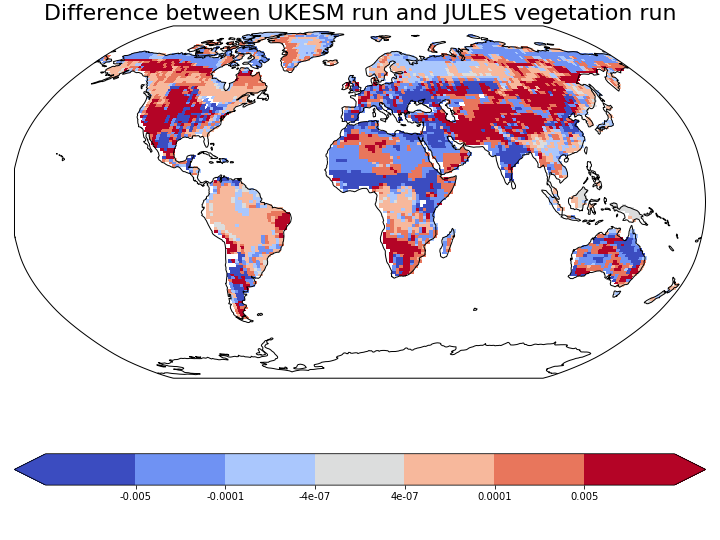 Difference between UKESM run and JULES vegetation run
-0.005 -0.0001 -4e-07 4e-07 0.0001 0.005